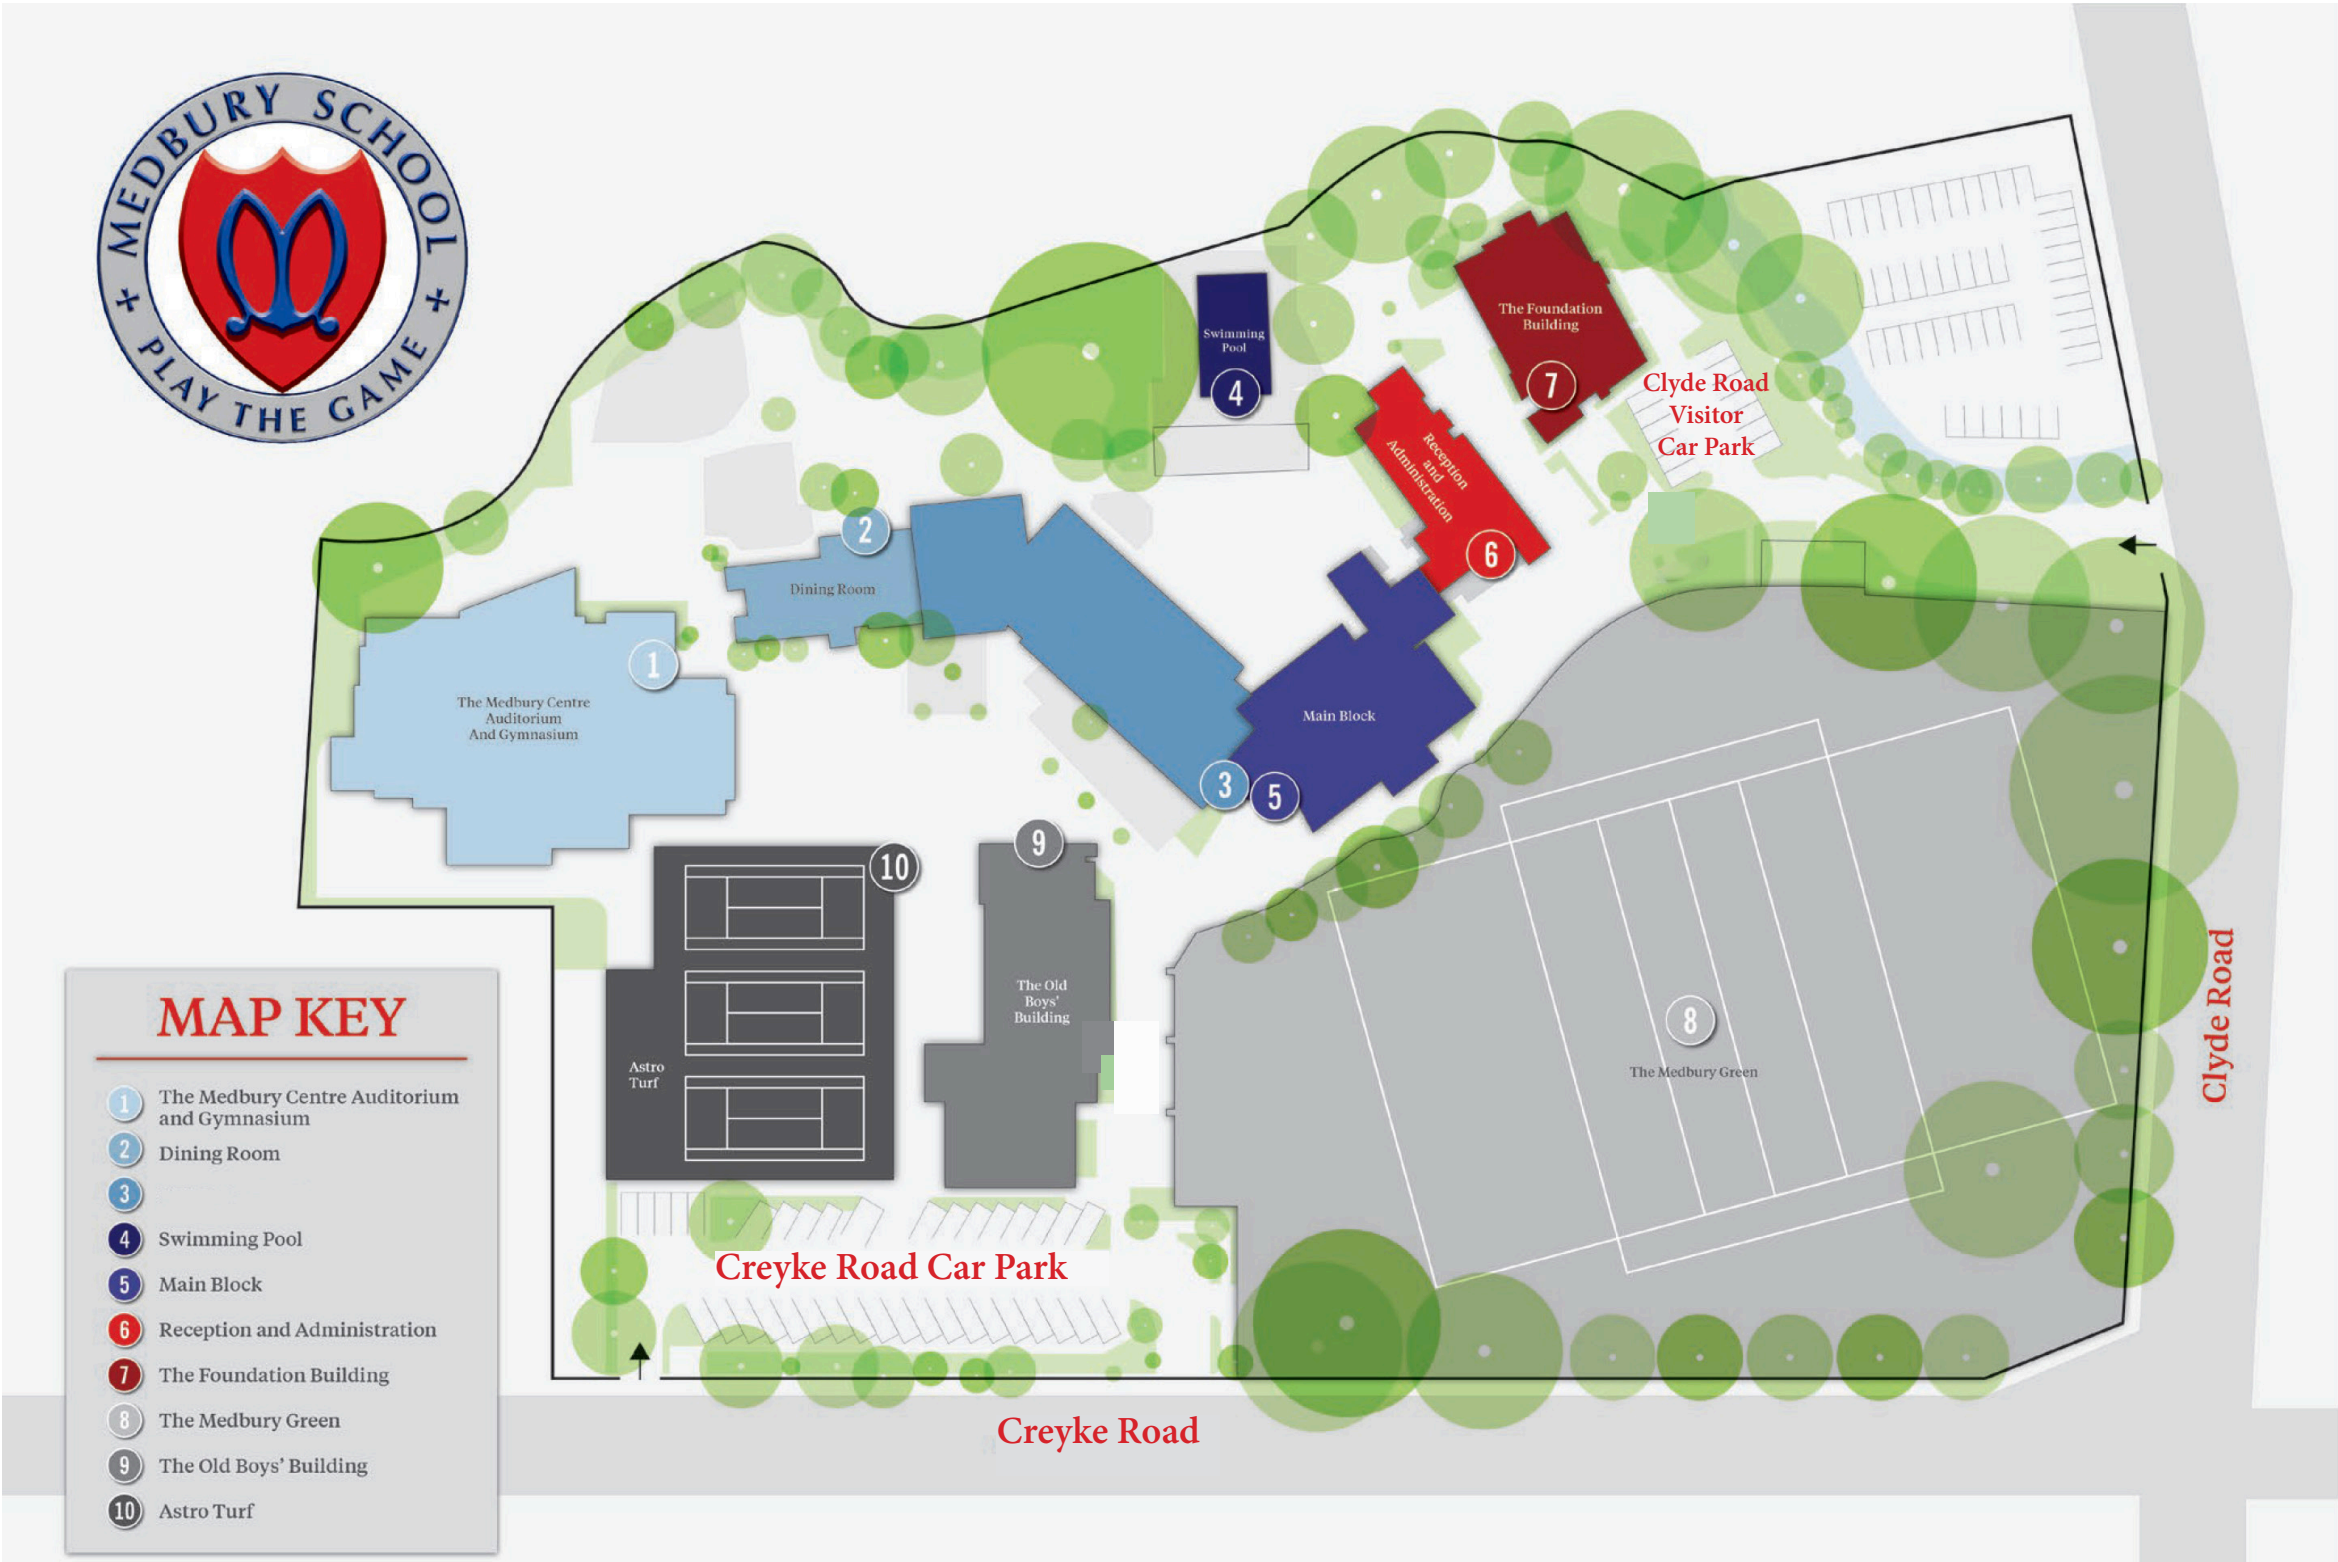 MEDBURY SCHOOL
PLAY THE GAME
Swimming
Pool
4
The Foundation
Building
7
Clyde Road
Visitor
Car Park
Reception
and
Administration
6
2
Dining Room
1
The Medbury Centre
Auditorium
And Gymnasium
Main Block
3
5
9
10
The Old
Boys'
Building
Astro
Turf
8
The Medbury Green
Clyde Road
Creyke Road Car Park
Creyke Road
MAP KEY
1 The Medbury Centre Auditorium
and Gymnasium
2 Dining Room
3
4 Swimming Pool
5 Main Block
6 Reception and Administration
7 The Foundation Building
8 The Medbury Green
9 The Old Boys' Building
10 Astro Turf